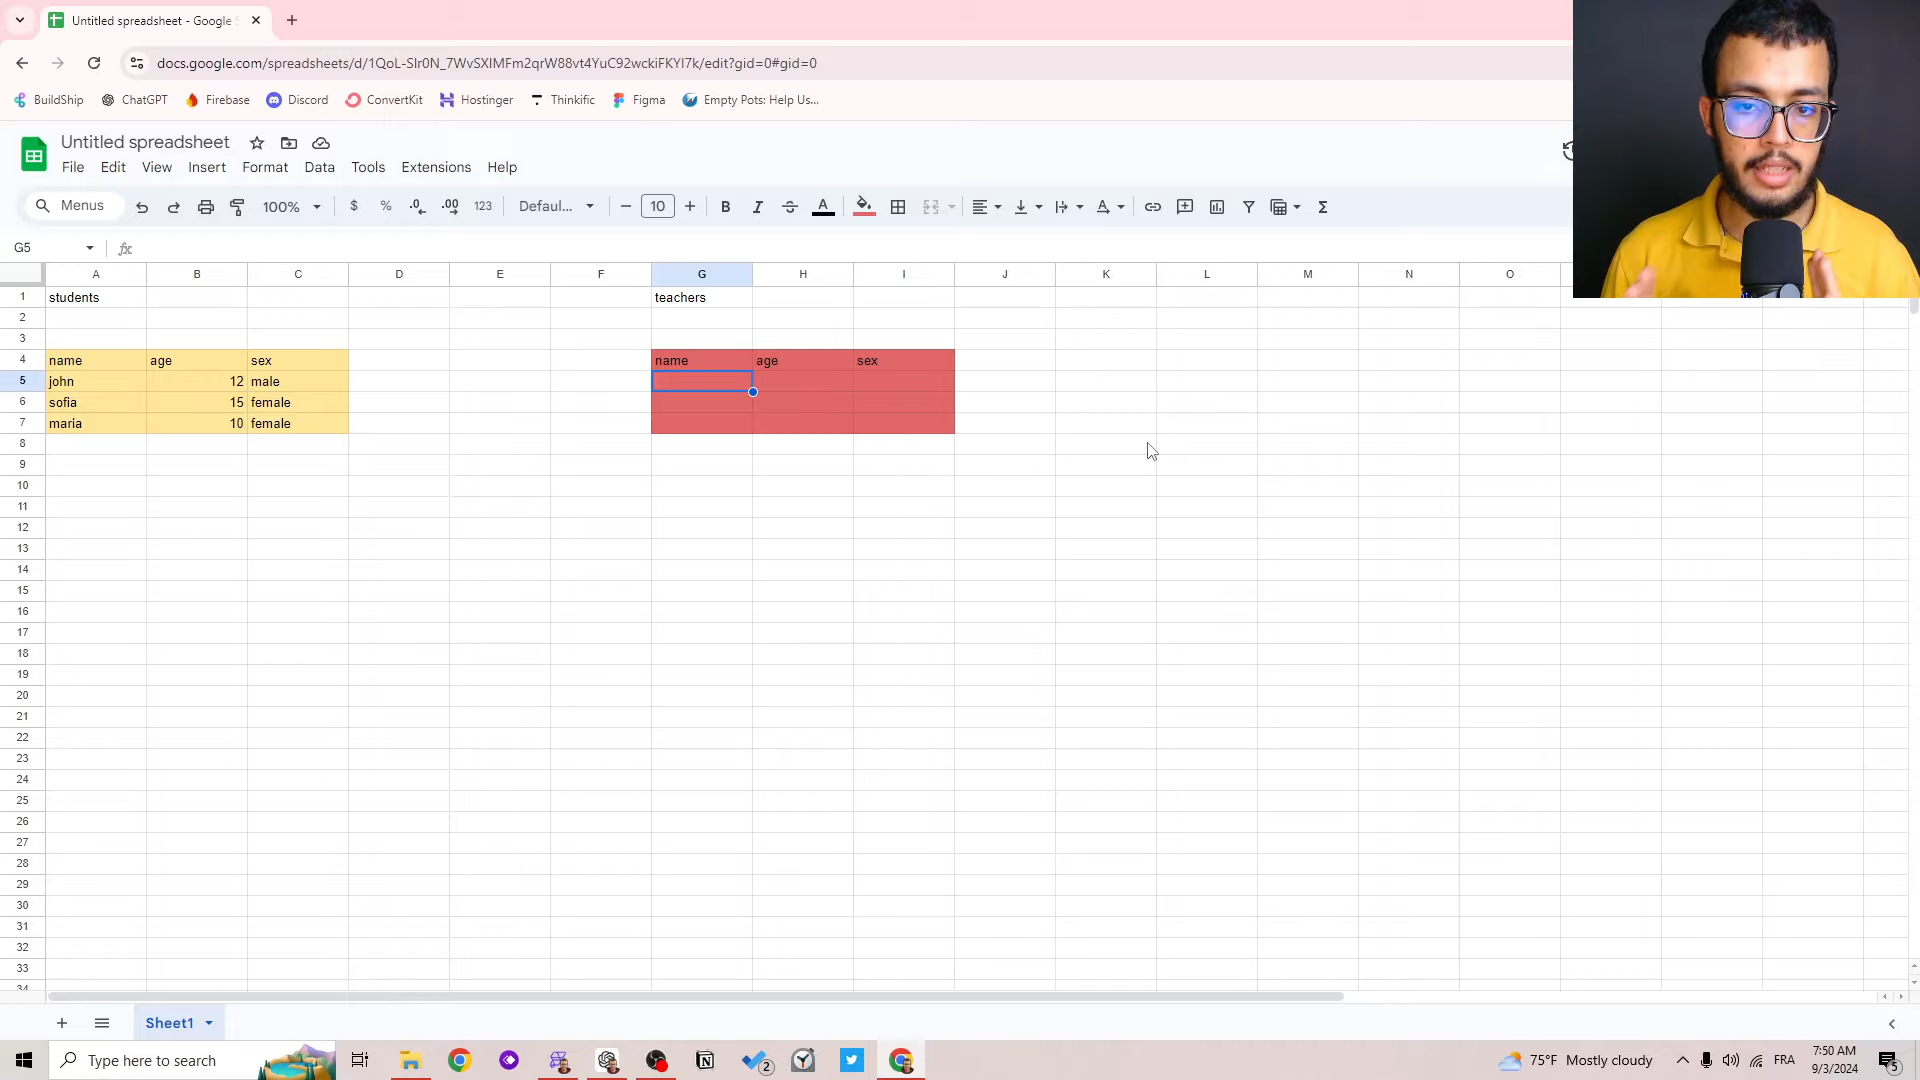 Untitled spreadsheet - Google
docs.google.com/spreadsheets/d/1QoL-SIr0N_7WvSXlMFm2qrW88vt4YuC92wckiFKYI7k/edit?gid=0#gid=0
BuildShip ChatGPT Firebase Discord ConvertKit Hostinger Thinkific Figma Empty Pots: Help Us...
Untitled spreadsheet
File Edit View Insert Format Data Tools Extensions Help
Menus 100% $ % .0 .00 123 Defaul... − 10 + B I A Σ
G5 fx
A B C D E F G H I J K L M N O
1 students teachers
2
3
4 name age sex name age sex
5 john 12 male
6 sofia 15 female
7 maria 10 female
8
9
10
11
12
13
14
15
16
17
18
19
20
21
22
23
24
25
26
27
28
29
30
31
32
33
34
+ Sheet1
Type here to search 2 75°F Mostly cloudy FRA 7:50 AM 5
9/3/2024